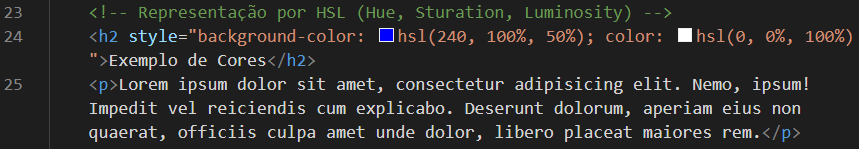 23 <!-- Representação por HSL (Hue, Sturation, Luminosity) -->
24 <h2 style="background-color: hsl(240, 100%, 50%); color: hsl(0, 0%, 100%)
">Exemplo de Cores</h2>
25 <p>Lorem ipsum dolor sit amet, consectetur adipisicing elit. Nemo, ipsum!
Impedit vel reiciendis cum explicabo. Deserunt dolorum, aperiam eius non
quaerat, officiis culpa amet unde dolor, libero placeat maiores rem.</p>